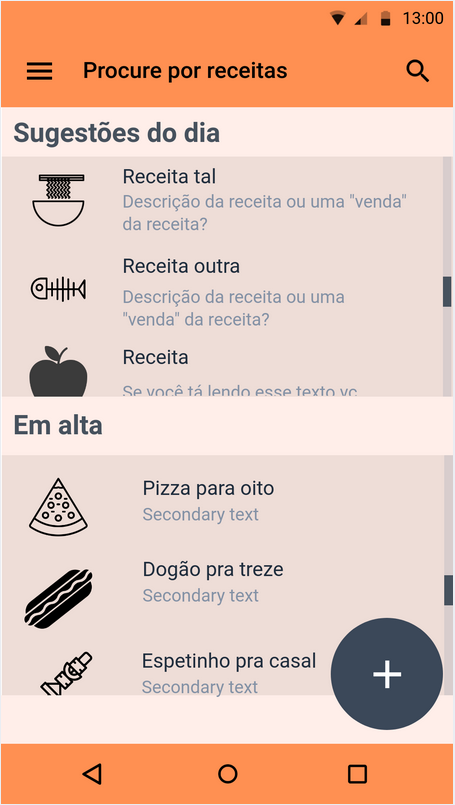 13:00
Procure por receitas
Sugestões do dia
Receita tal
Descrição da receita ou uma "venda"
da receita?
Receita outra
Descrição da receita ou uma
"venda" da receita?
Receita
Se você tá lendo esse texto vc
Em alta
Pizza para oito
Secondary text
Dogão pra treze
Secondary text
Espetinho pra casal
Secondary text